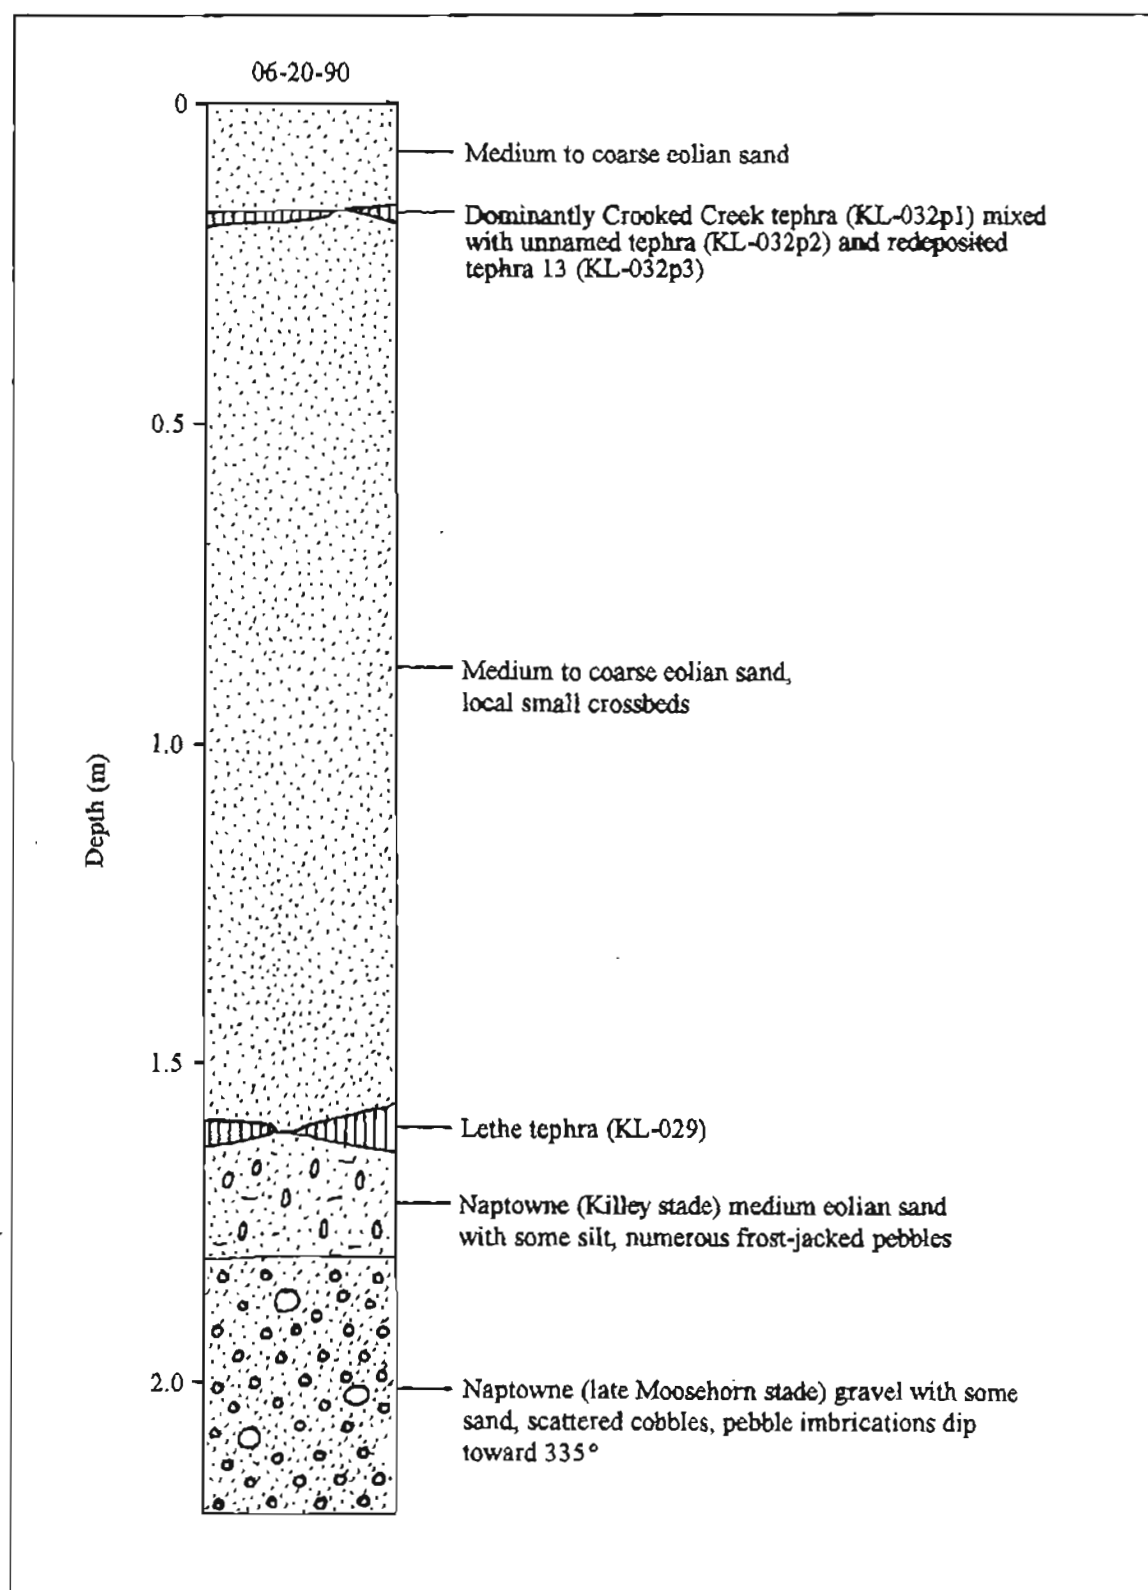 06-20-90
0
Medium to coarse eolian sand
Dominantly Crooked Creek tephra (KL-032p1) mixed
with unnamed tephra (KL-032p2) and redeposited
tephra 13 (KL-032p3)
0.5
Medium to coarse eolian sand,
local small crossbeds
1.0
Depth (m)
1.5
Lethe tephra (KL-029)
Naptowne (Killey stade) medium eolian sand
with some silt, numerous frost-jacked pebbles
2.0
Naptowne (late Moosehorn stade) gravel with some
sand, scattered cobbles, pebble imbrications dip
toward 335°